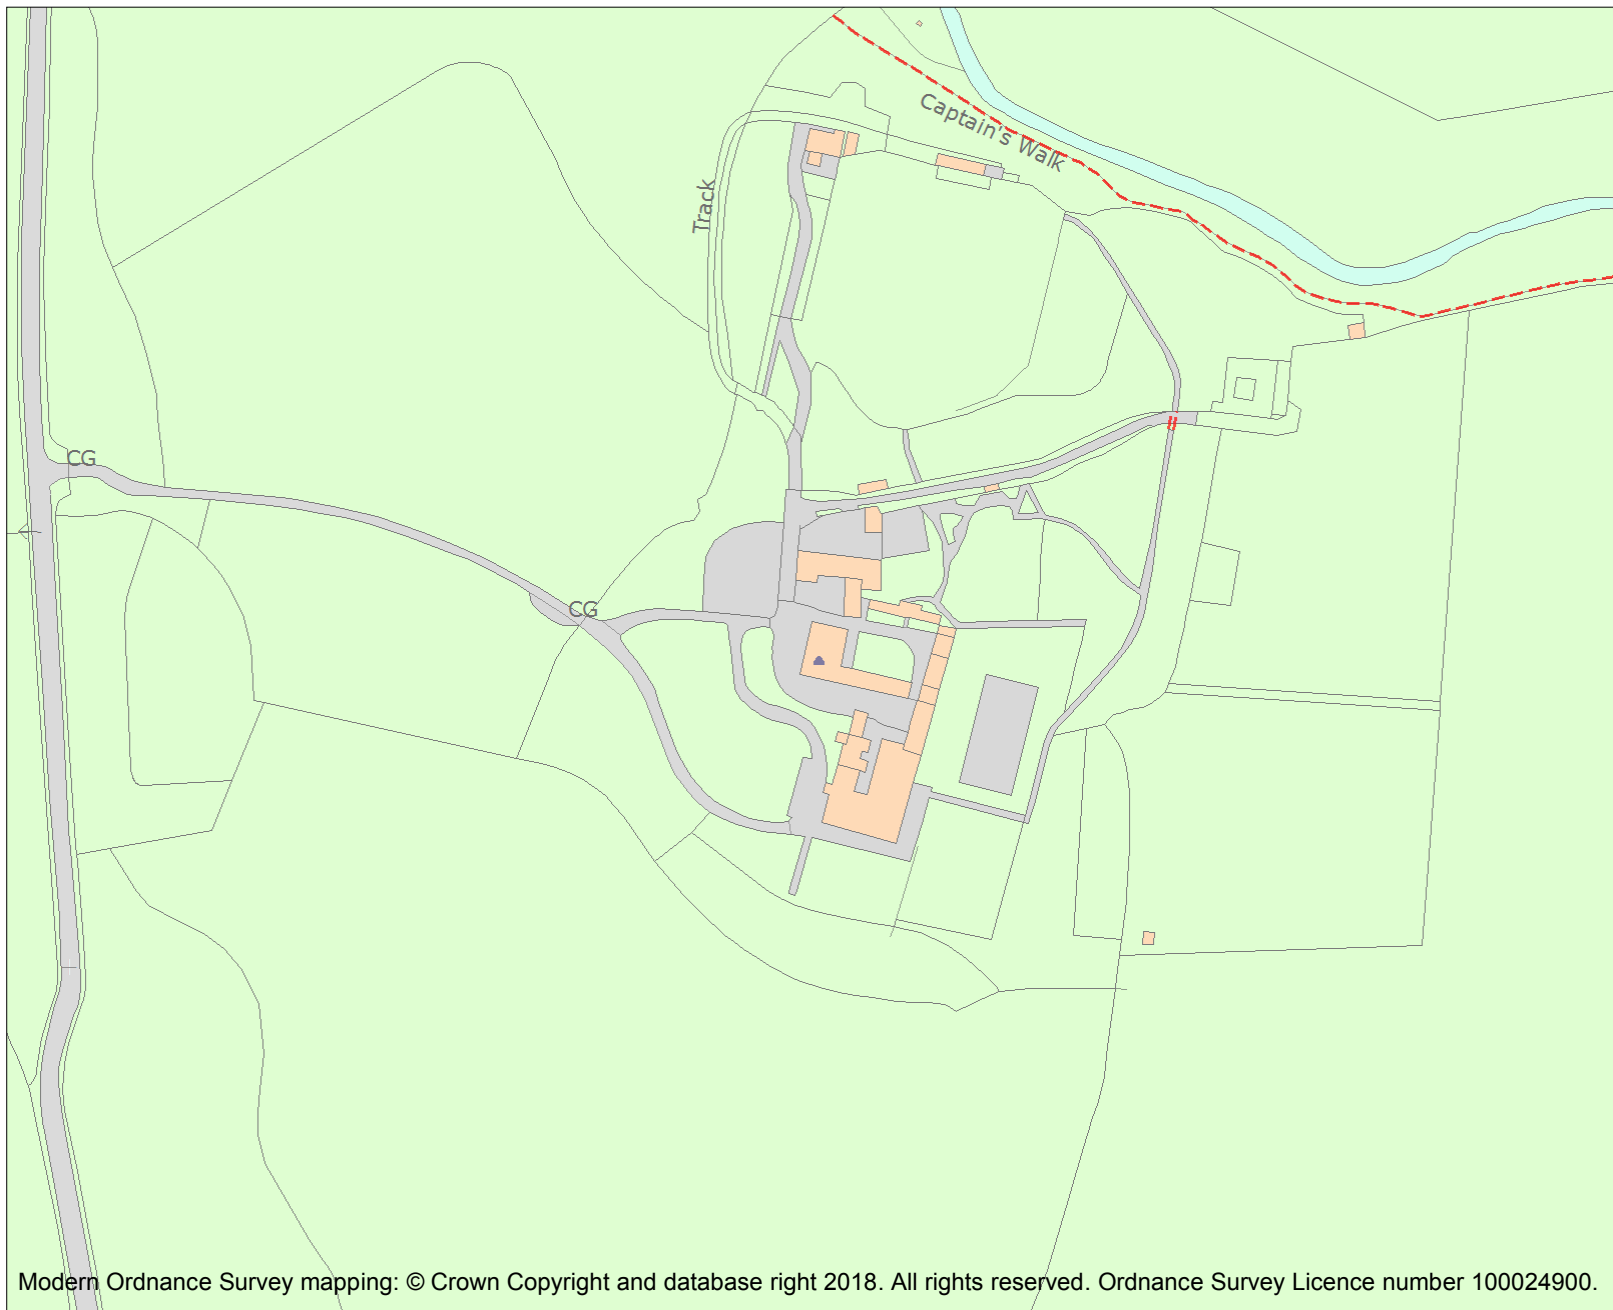 Captain's Walk
Track
CG
CG
Modern Ordnance Survey mapping: © Crown Copyright and database right 2018. All rights reserved. Ordnance Survey Licence number 100024900.